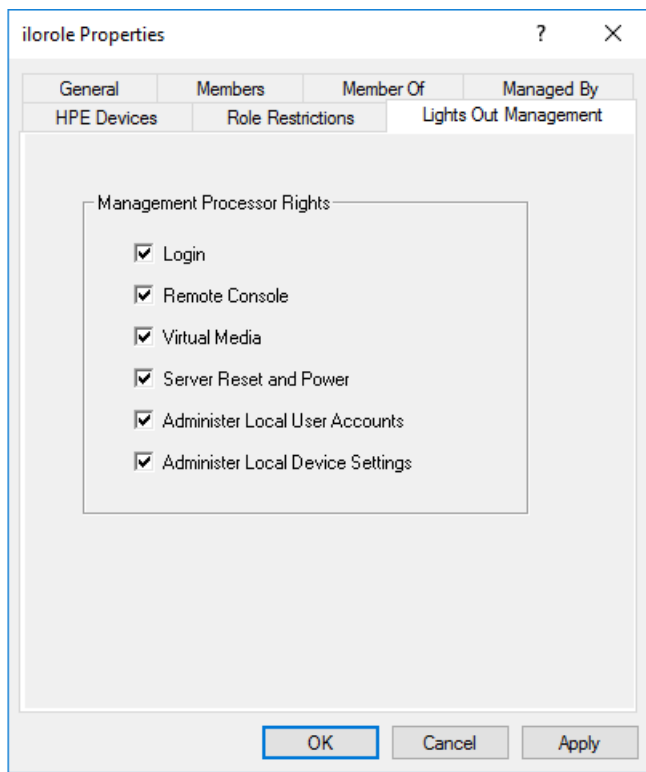 ilorole Properties ?
General Members Member Of Managed By
HPE Devices Role Restrictions Lights Out Management
Management Processor Rights
Login
Remote Console
Virtual Media
Server Reset and Power
Administer Local User Accounts
Administer Local Device Settings
OK Cancel Apply